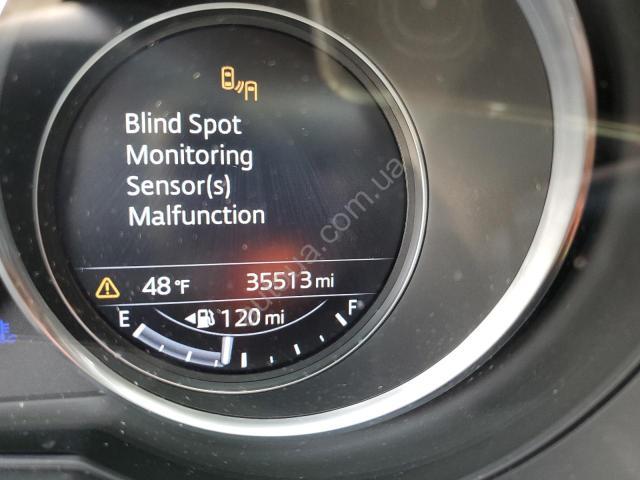 Blind Spot
Monitoring
Sensor(s)
Malfunction
48°F 35513 mi
E 120 mi F